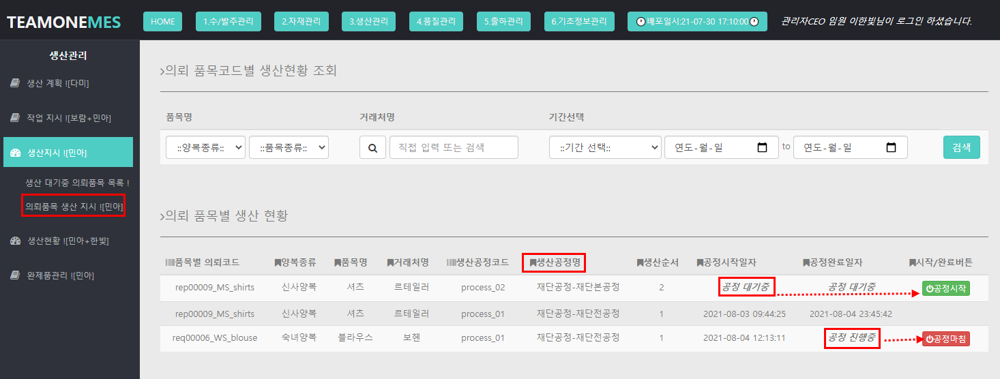 TEAMONEMES HOME 1.수/발주관리 2.자재관리 3.생산관리 4.품질관리 5.출하관리 6.기초정보관리 배포일시:21-07-30 17:10:00 관리자CEO 임원 이한빛님이 로그인 하셨습니다.
생산관리
생산 계획 ![다미]
작업 지시 ![보람+민아]
생산지시 ![민아]
생산 대기중 의뢰품목 목록 !
의뢰품목 생산 지시 ![민아]
생산현황 ![민아+한빛]
완제품관리 ![민아]
>의뢰 품목코드별 생산현황 조회
품목명 거래처명 기간선택
::양복종류:: ::품목종류:: 직접 입력 또는 검색 ::기간 선택:: 연도-월-일 to 연도-월-일 검색
>의뢰 품목별 생산 현황
품목별 의뢰코드 양복종류 품목명 거래처명 생산공정코드 생산공정명 생산순서 공정시작일자 공정완료일자 시작/완료버튼
rep00009_MS_shirts 신사양복 셔츠 르테일러 process_02 재단공정-재단본공정 2 공정 대기중 공정 대기중 공정시작
rep00009_MS_shirts 신사양복 셔츠 르테일러 process_01 재단공정-재단전공정 1 2021-08-03 09:44:25 2021-08-04 23:45:42
req00006_WS_blouse 숙녀양복 블라우스 보헨 process_01 재단공정-재단전공정 1 2021-08-04 12:13:11 공정 진행중 공정마침